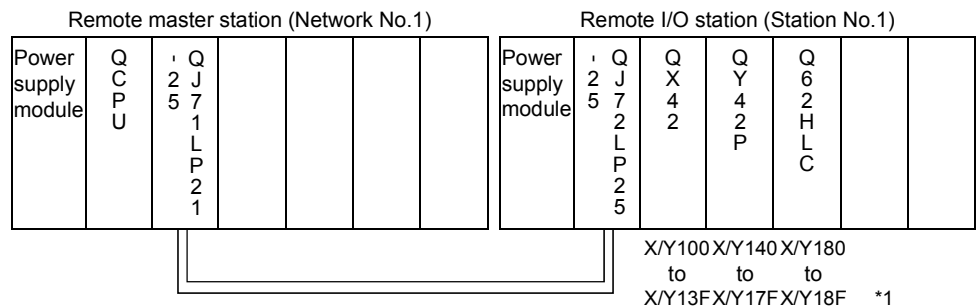 Remote master station (Network No.1)
Remote I/O station (Station No.1)
Power supply module
QCPU
QJ71LP21-25
Power supply module
QJ72LP25-25
QX42
QY42P
Q62HLC
X/Y100 X/Y140 X/Y180
to to to
X/Y13F X/Y17F X/Y18F *1